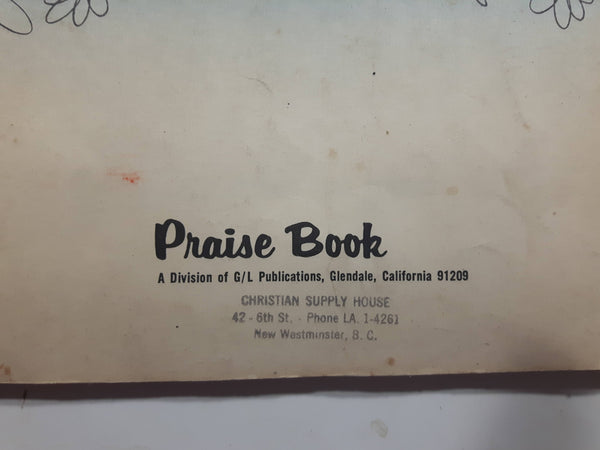 Praise Book
A Division of G/L Publications, Glendale, California 91209
CHRISTIAN SUPPLY HOUSE
42 - 6th St. - Phone LA. 1-4261
New Westminster, B. C.